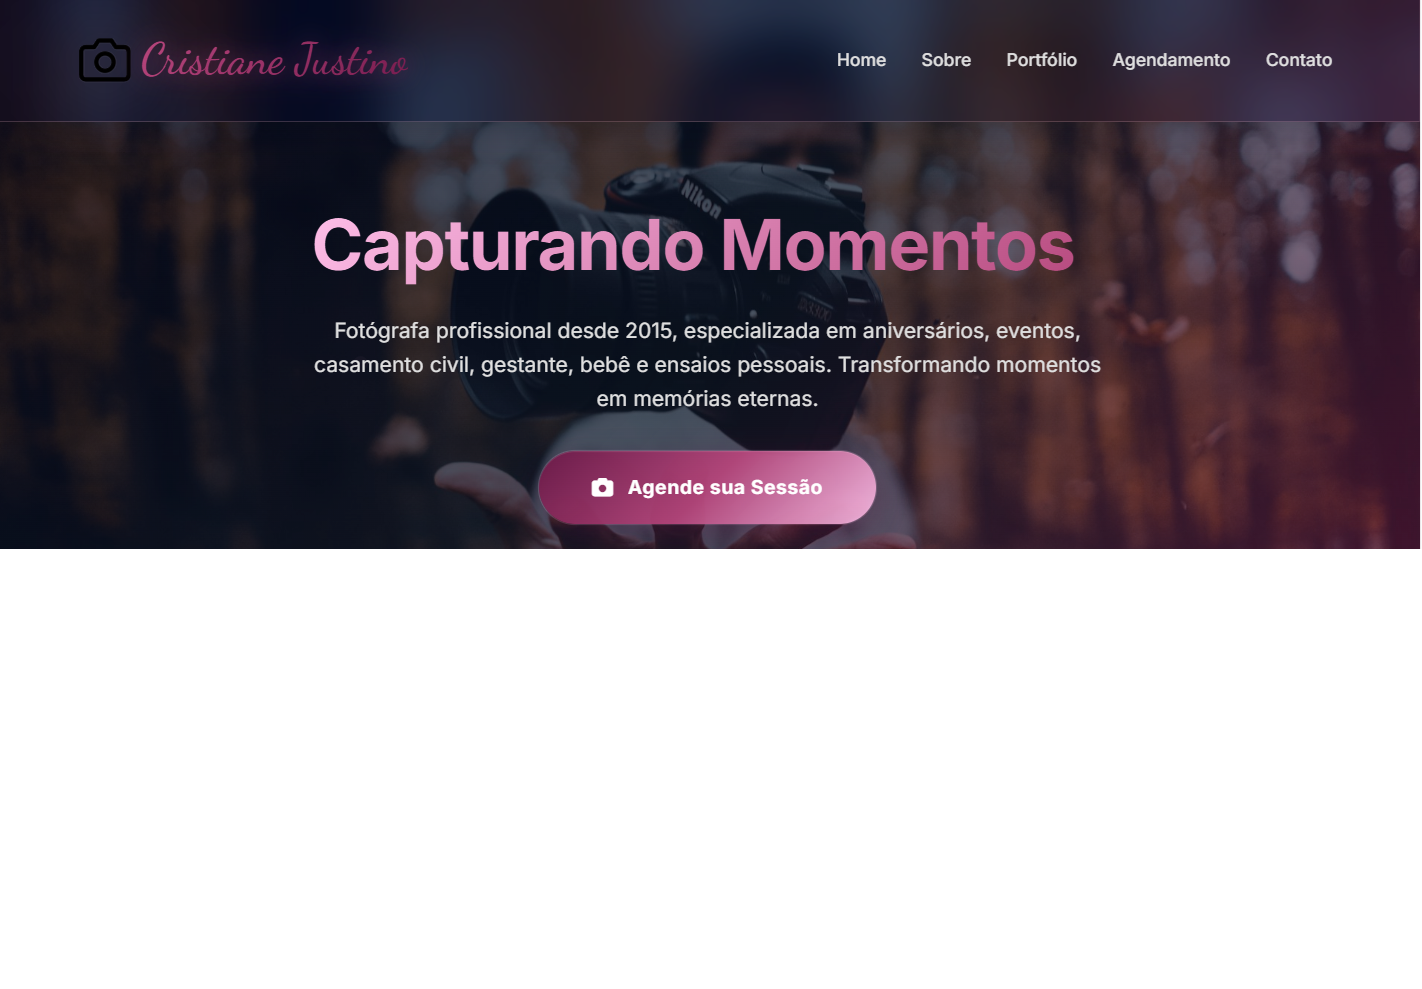 Cristiane Justino
Home Sobre Portfólio Agendamento Contato
Nikon
Capturando Momentos
Fotógrafa profissional desde 2015, especializada em aniversários, eventos,
casamento civil, gestante, bebê e ensaios pessoais. Transformando momentos
em memórias eternas.
Agende sua Sessão